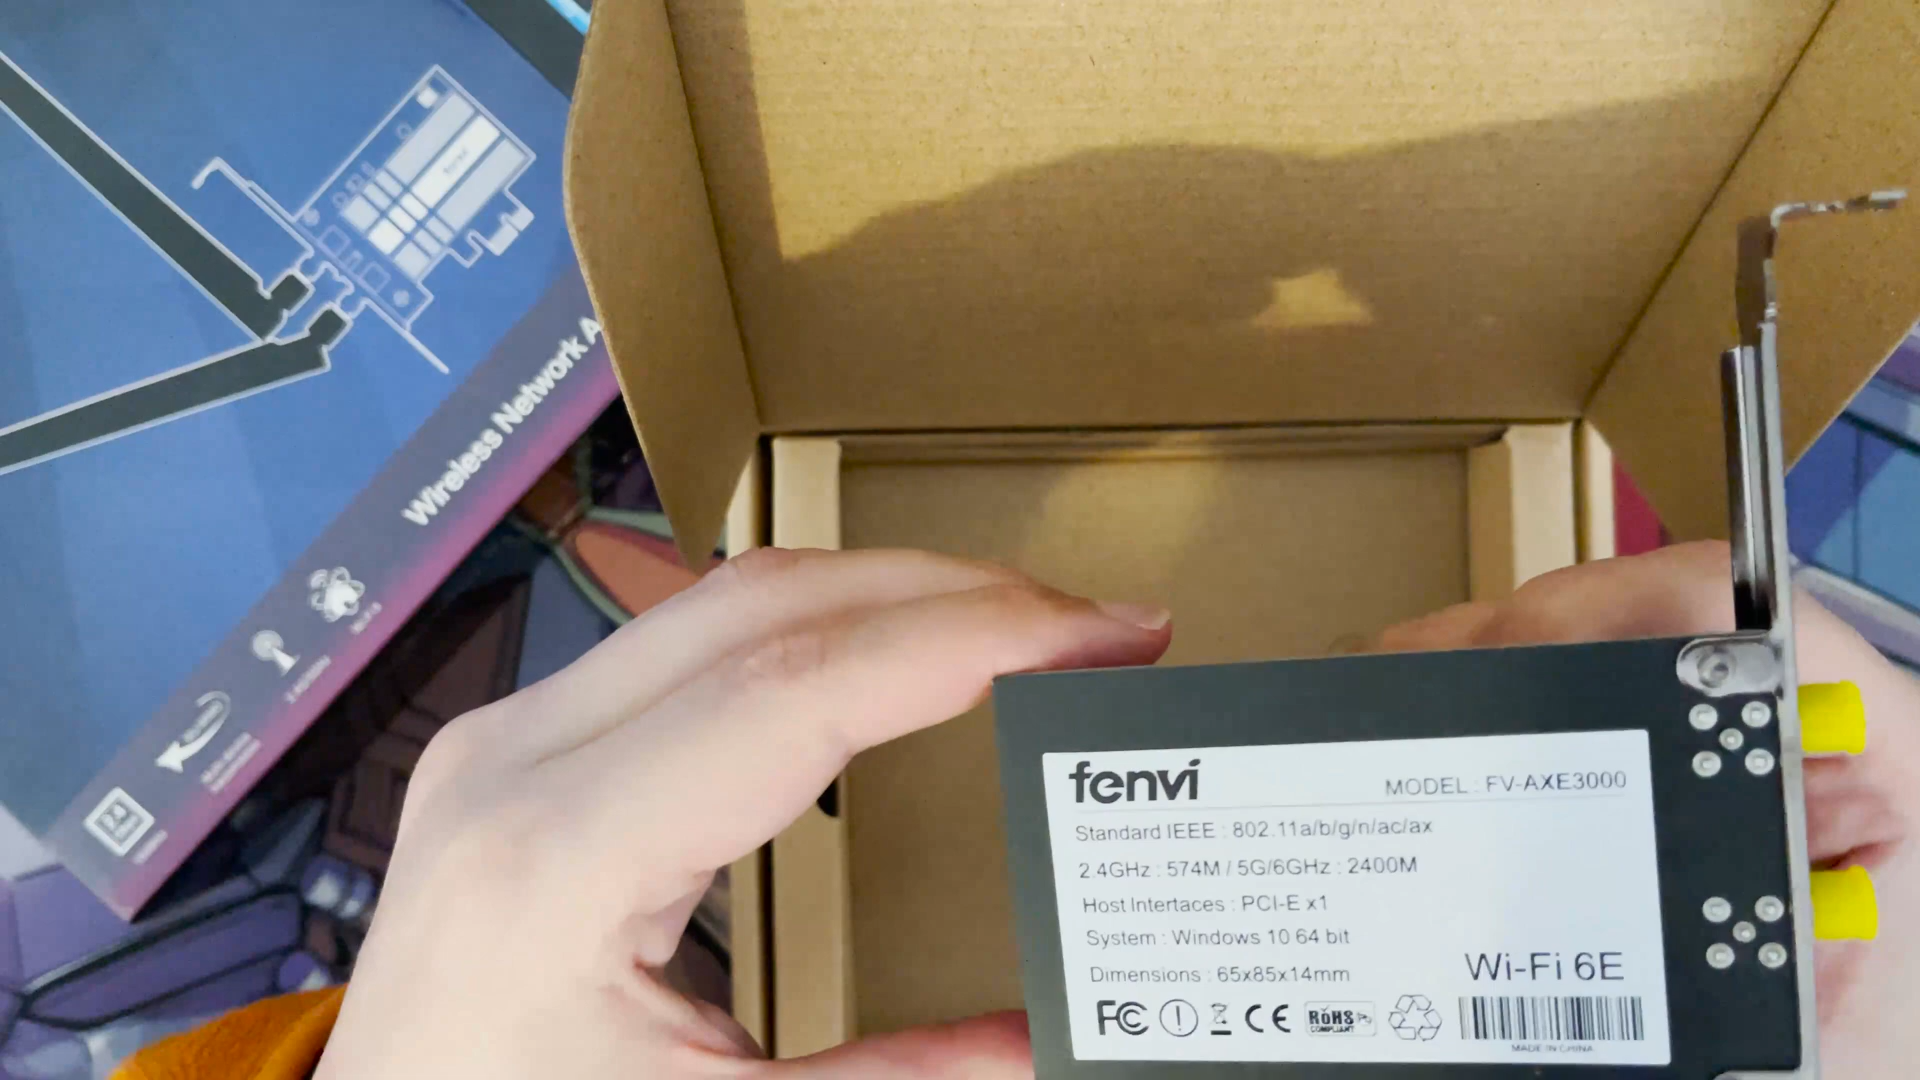 Wireless Network A
fenvi
MODEL : FV-AXE3000
Standard IEEE : 802.11a/b/g/n/ac/ax
2.4GHz : 574M / 5G/6GHz : 2400M
Host Intertaces : PCI-E x1
System : Windows 10 64 bit
Dimensions : 65x85x14mm
Wi-Fi 6E
FC CE RoHS
COMPLIANT
MADE IN CHINA